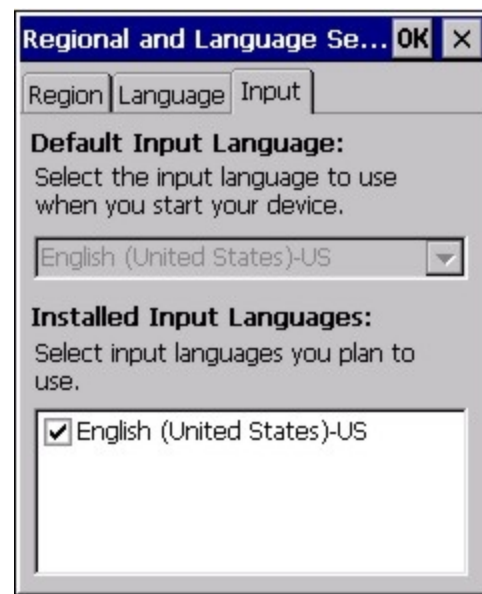 Regional and Language Se... OK ×
Region Language Input
Default Input Language:
Select the input language to use
when you start your device.
English (United States)-US
Installed Input Languages:
Select input languages you plan to
use.
English (United States)-US